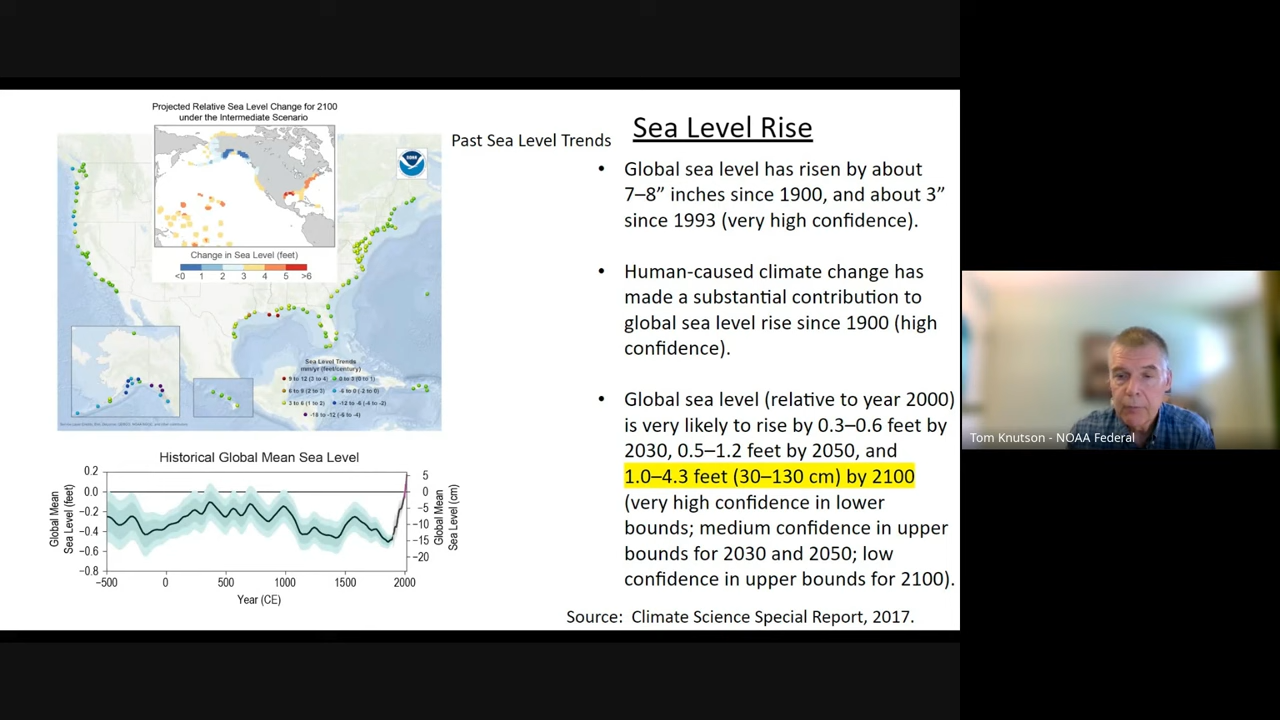 Projected Relative Sea Level Change for 2100
under the Intermediate Scenario
NOAA
Change in Sea Level (feet)
<0 1 2 3 4 5 >6
Sea Level Trends
mm/yr (feet/century)
9 to 12 (3 to 4)
0 to 3 (0 to 1)
6 to 9 (2 to 3)
-6 to 0 (-2 to 0)
3 to 6 (1 to 2)
-12 to -6 (-4 to -2)
-18 to -12 (-6 to -4)
Past Sea Level Trends
Sea Level Rise
• Global sea level has risen by about
7–8” inches since 1900, and about 3”
since 1993 (very high confidence).
• Human-caused climate change has
made a substantial contribution to
global sea level rise since 1900 (high
confidence).
• Global sea level (relative to year 2000)
is very likely to rise by 0.3–0.6 feet by
2030, 0.5–1.2 feet by 2050, and
1.0–4.3 feet (30–130 cm) by 2100
(very high confidence in lower
bounds; medium confidence in upper
bounds for 2030 and 2050; low
confidence in upper bounds for 2100).
Source: Climate Science Special Report, 2017.
Historical Global Mean Sea Level
Global Mean
Sea Level (feet)
0.2
0.0
−0.2
−0.4
−0.6
−0.8
5
0
−5
−10
−15
−20
Global Mean
Sea Level (cm)
−500 0 500 1000 1500 2000
Year (CE)
Tom Knutson - NOAA Federal